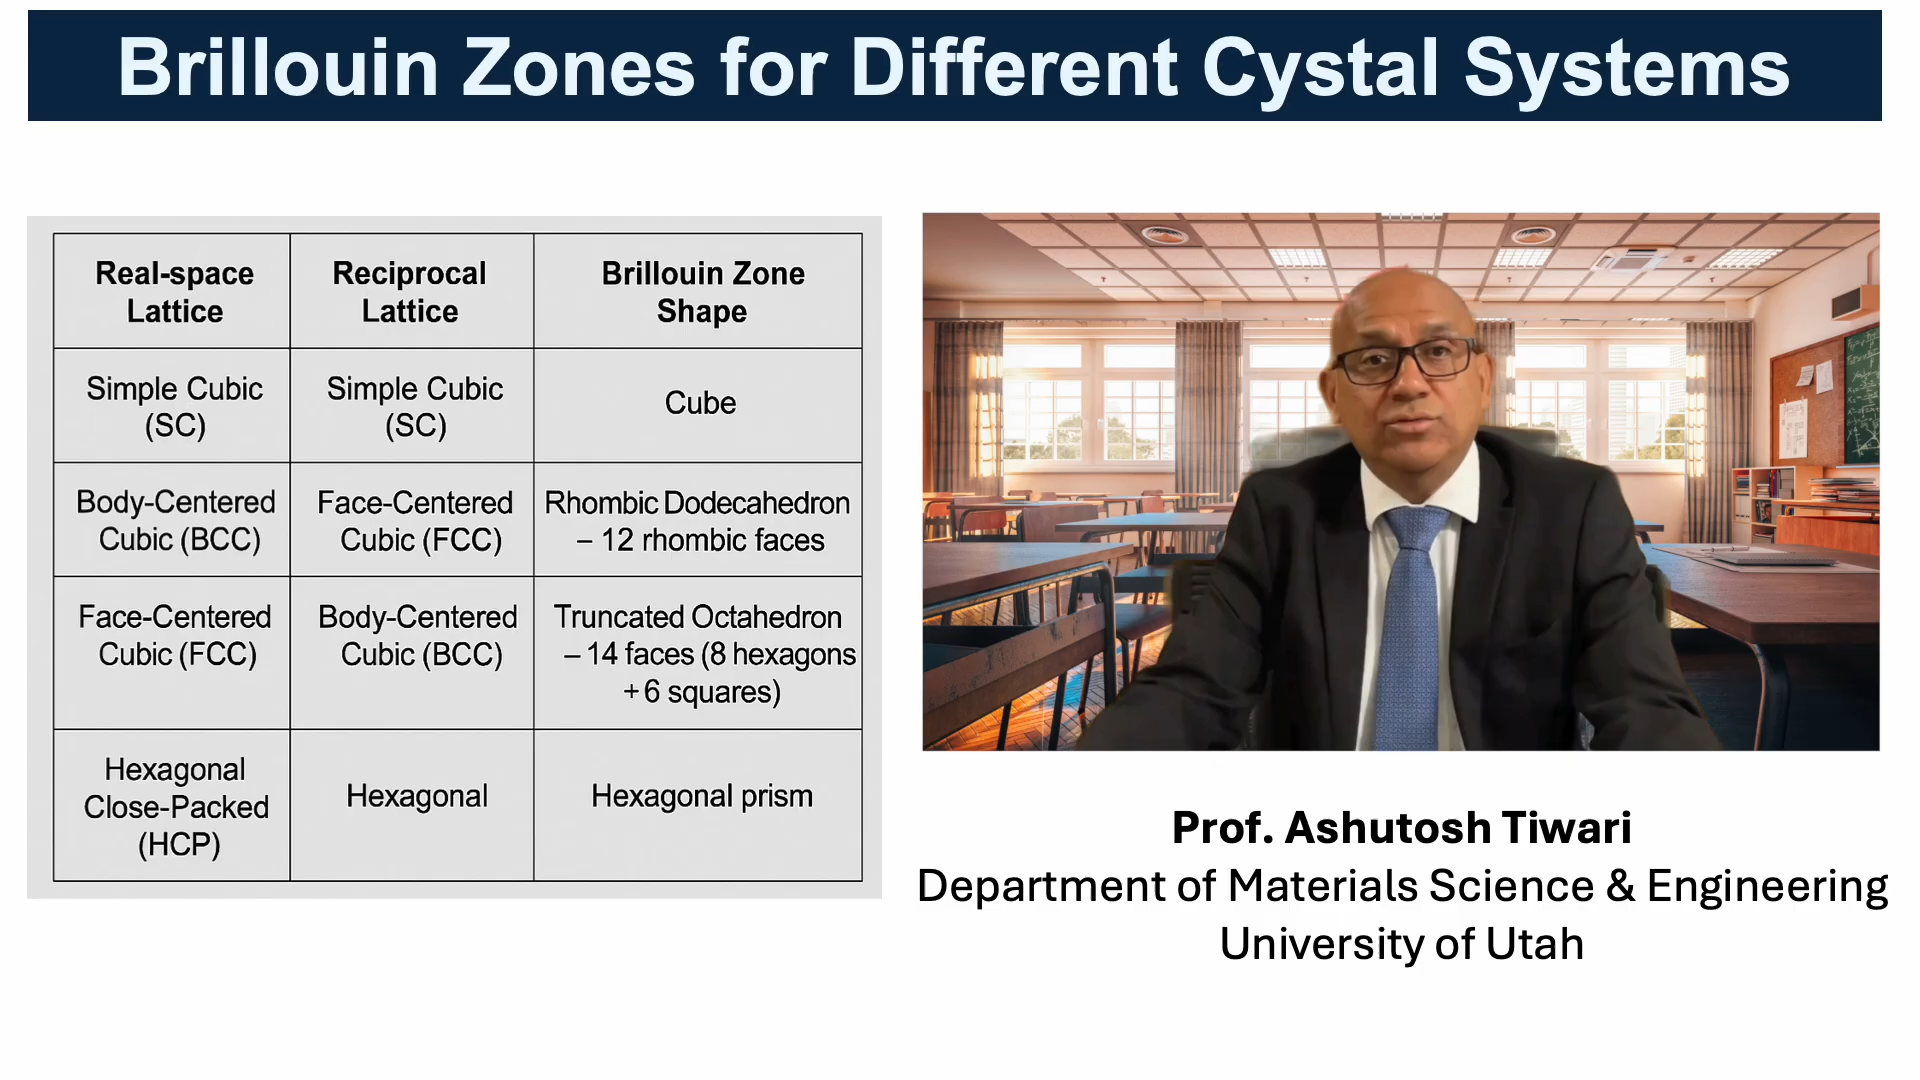 Brillouin Zones for Different Cystal Systems
Real-space
Lattice
Reciprocal
Lattice
Brillouin Zone
Shape
Simple Cubic
(SC)
Simple Cubic
(SC)
Cube
Body-Centered
Cubic (BCC)
Face-Centered
Cubic (FCC)
Rhombic Dodecahedron
– 12 rhombic faces
Face-Centered
Cubic (FCC)
Body-Centered
Cubic (BCC)
Truncated Octahedron
– 14 faces (8 hexagons
+ 6 squares)
Hexagonal
Close-Packed
(HCP)
Hexagonal
Hexagonal prism
Prof. Ashutosh Tiwari
Department of Materials Science & Engineering
University of Utah